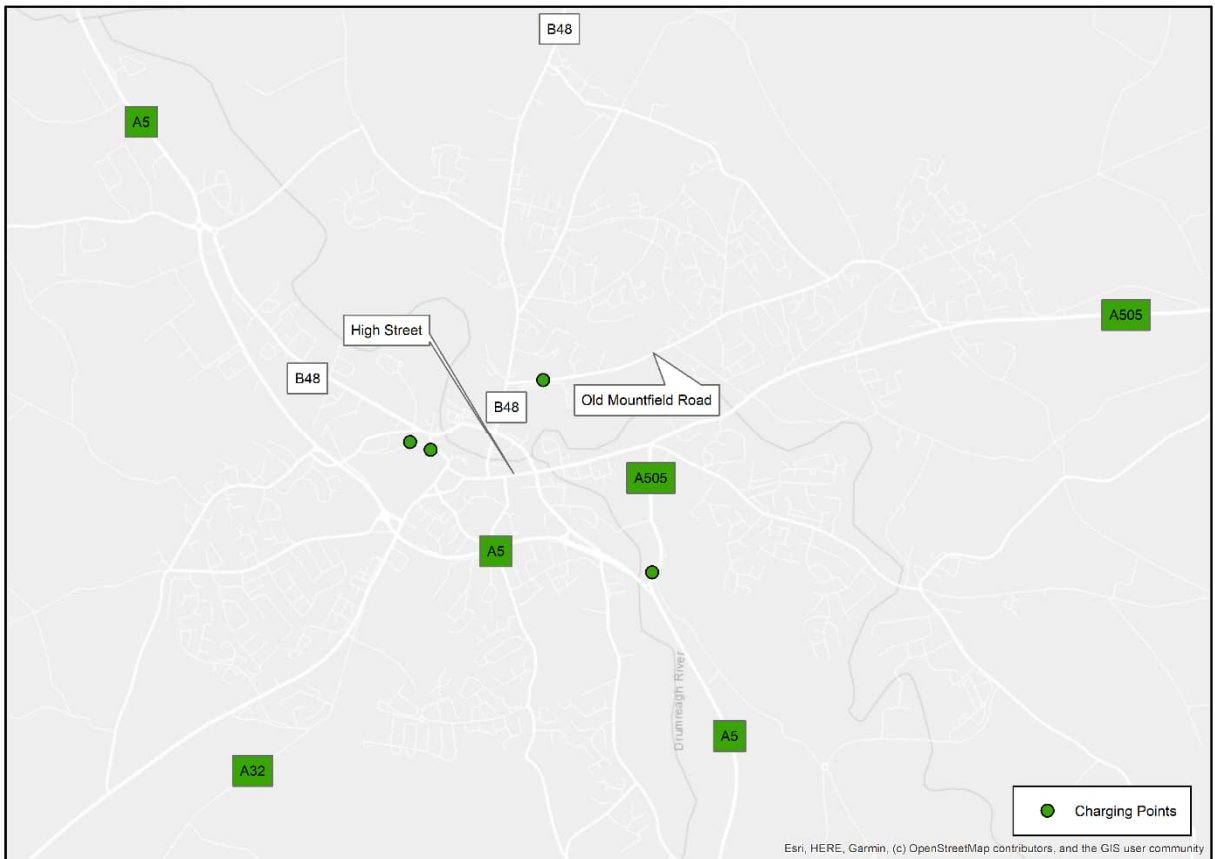 B48
A5
A505
High Street
B48
Old Mountfield Road
B48
A505
A5
Drumreagh River
A5
A32
Charging Points
Esri, HERE, Garmin, (c) OpenStreetMap contributors, and the GIS user community